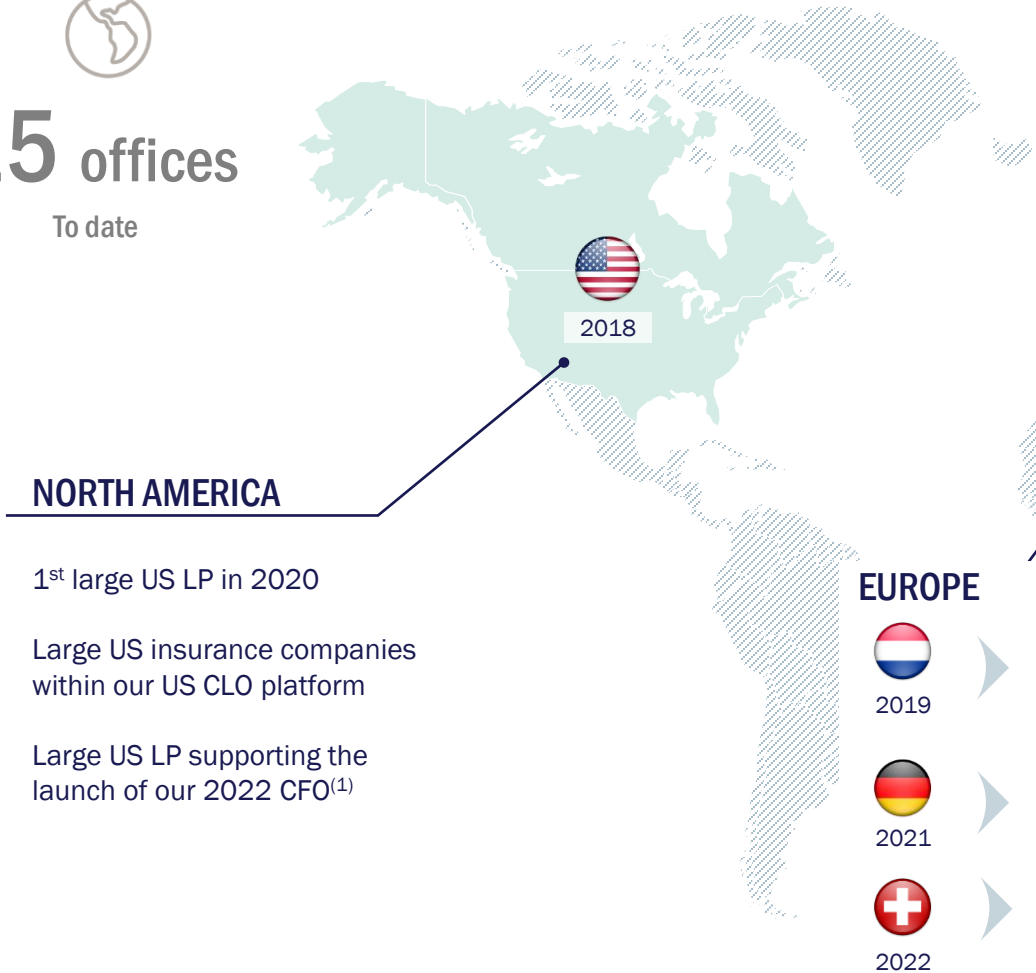 5 offices
To date
2018
NORTH AMERICA
1st large US LP in 2020
Large US insurance companies
within our US CLO platform
Large US LP supporting the
launch of our 2022 CFO(1)
EUROPE
2019
2021
2022